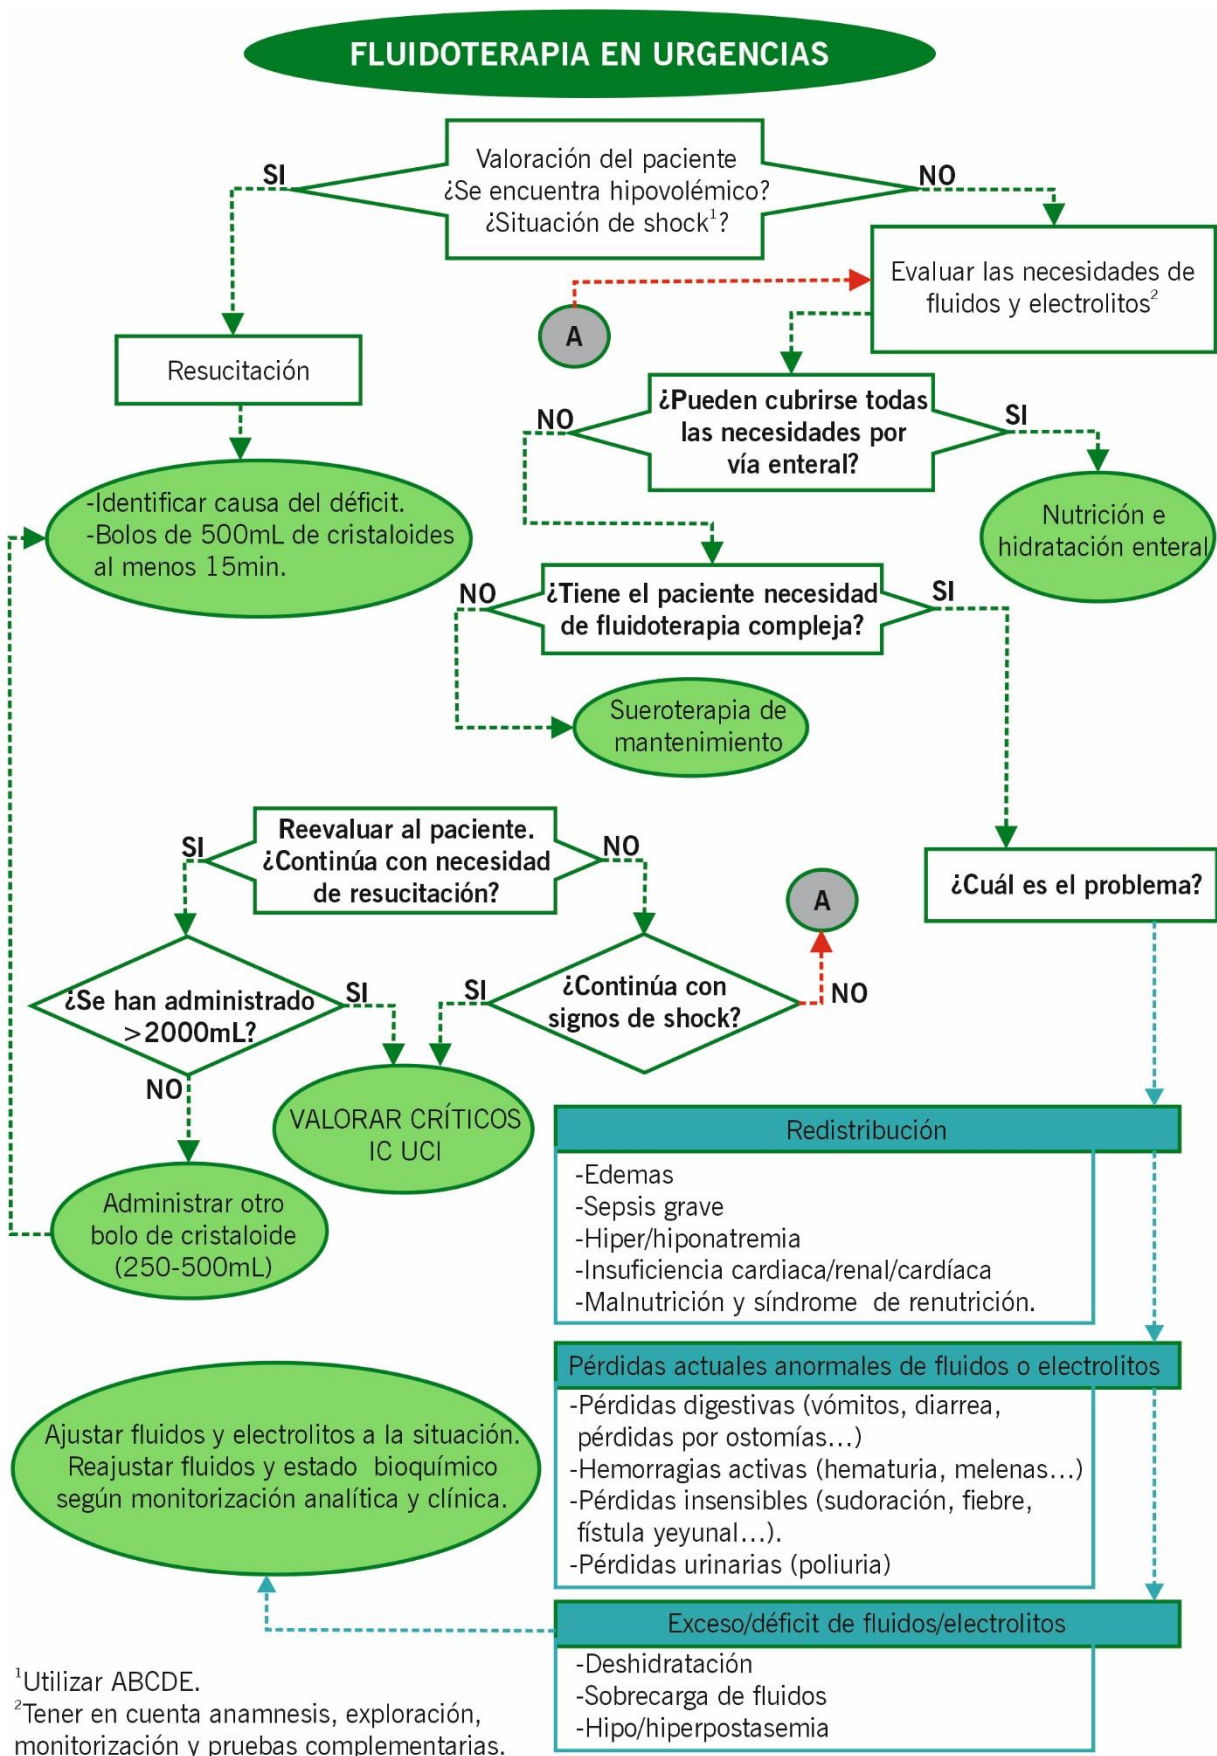 FLUIDOTERAPIA EN URGENCIAS
Valoración del paciente
¿Se encuentra hipovolémico?
¿Situación de shock¹?
SI
NO
Evaluar las necesidades de
fluidos y electrolitos²
A
Resucitación
¿Pueden cubrirse todas
las necesidades por
vía enteral?
NO
SI
-Identificar causa del déficit.
-Bolos de 500mL de cristaloides
al menos 15min.
Nutrición e
hidratación enteral
¿Tiene el paciente necesidad
de fluidoterapia compleja?
NO
SI
Sueroterapia de
mantenimiento
Reevaluar al paciente.
¿Continúa con necesidad
de resucitación?
SI
NO
¿Cuál es el problema?
A
¿Se han administrado
>2000mL?
SI
NO
¿Continúa con
signos de shock?
SI
NO
VALORAR CRÍTICOS
IC UCI
Administrar otro
bolo de cristaloide
(250-500mL)
Redistribución
-Edemas
-Sepsis grave
-Hiper/hiponatremia
-Insuficiencia cardiaca/renal/cardíaca
-Malnutrición y síndrome de renutrición.
Pérdidas actuales anormales de fluidos o electrolitos
-Pérdidas digestivas (vómitos, diarrea,
pérdidas por ostomías...)
-Hemorragias activas (hematuria, melenas...)
-Pérdidas insensibles (sudoración, fiebre,
fístula yeyunal...).
-Pérdidas urinarias (poliuria)
Ajustar fluidos y electrolitos a la situación.
Reajustar fluidos y estado bioquímico
según monitorización analítica y clínica.
Exceso/déficit de fluidos/electrolitos
-Deshidratación
-Sobrecarga de fluidos
-Hipo/hiperpostasemia
¹Utilizar ABCDE.
²Tener en cuenta anamnesis, exploración,
monitorización y pruebas complementarias.